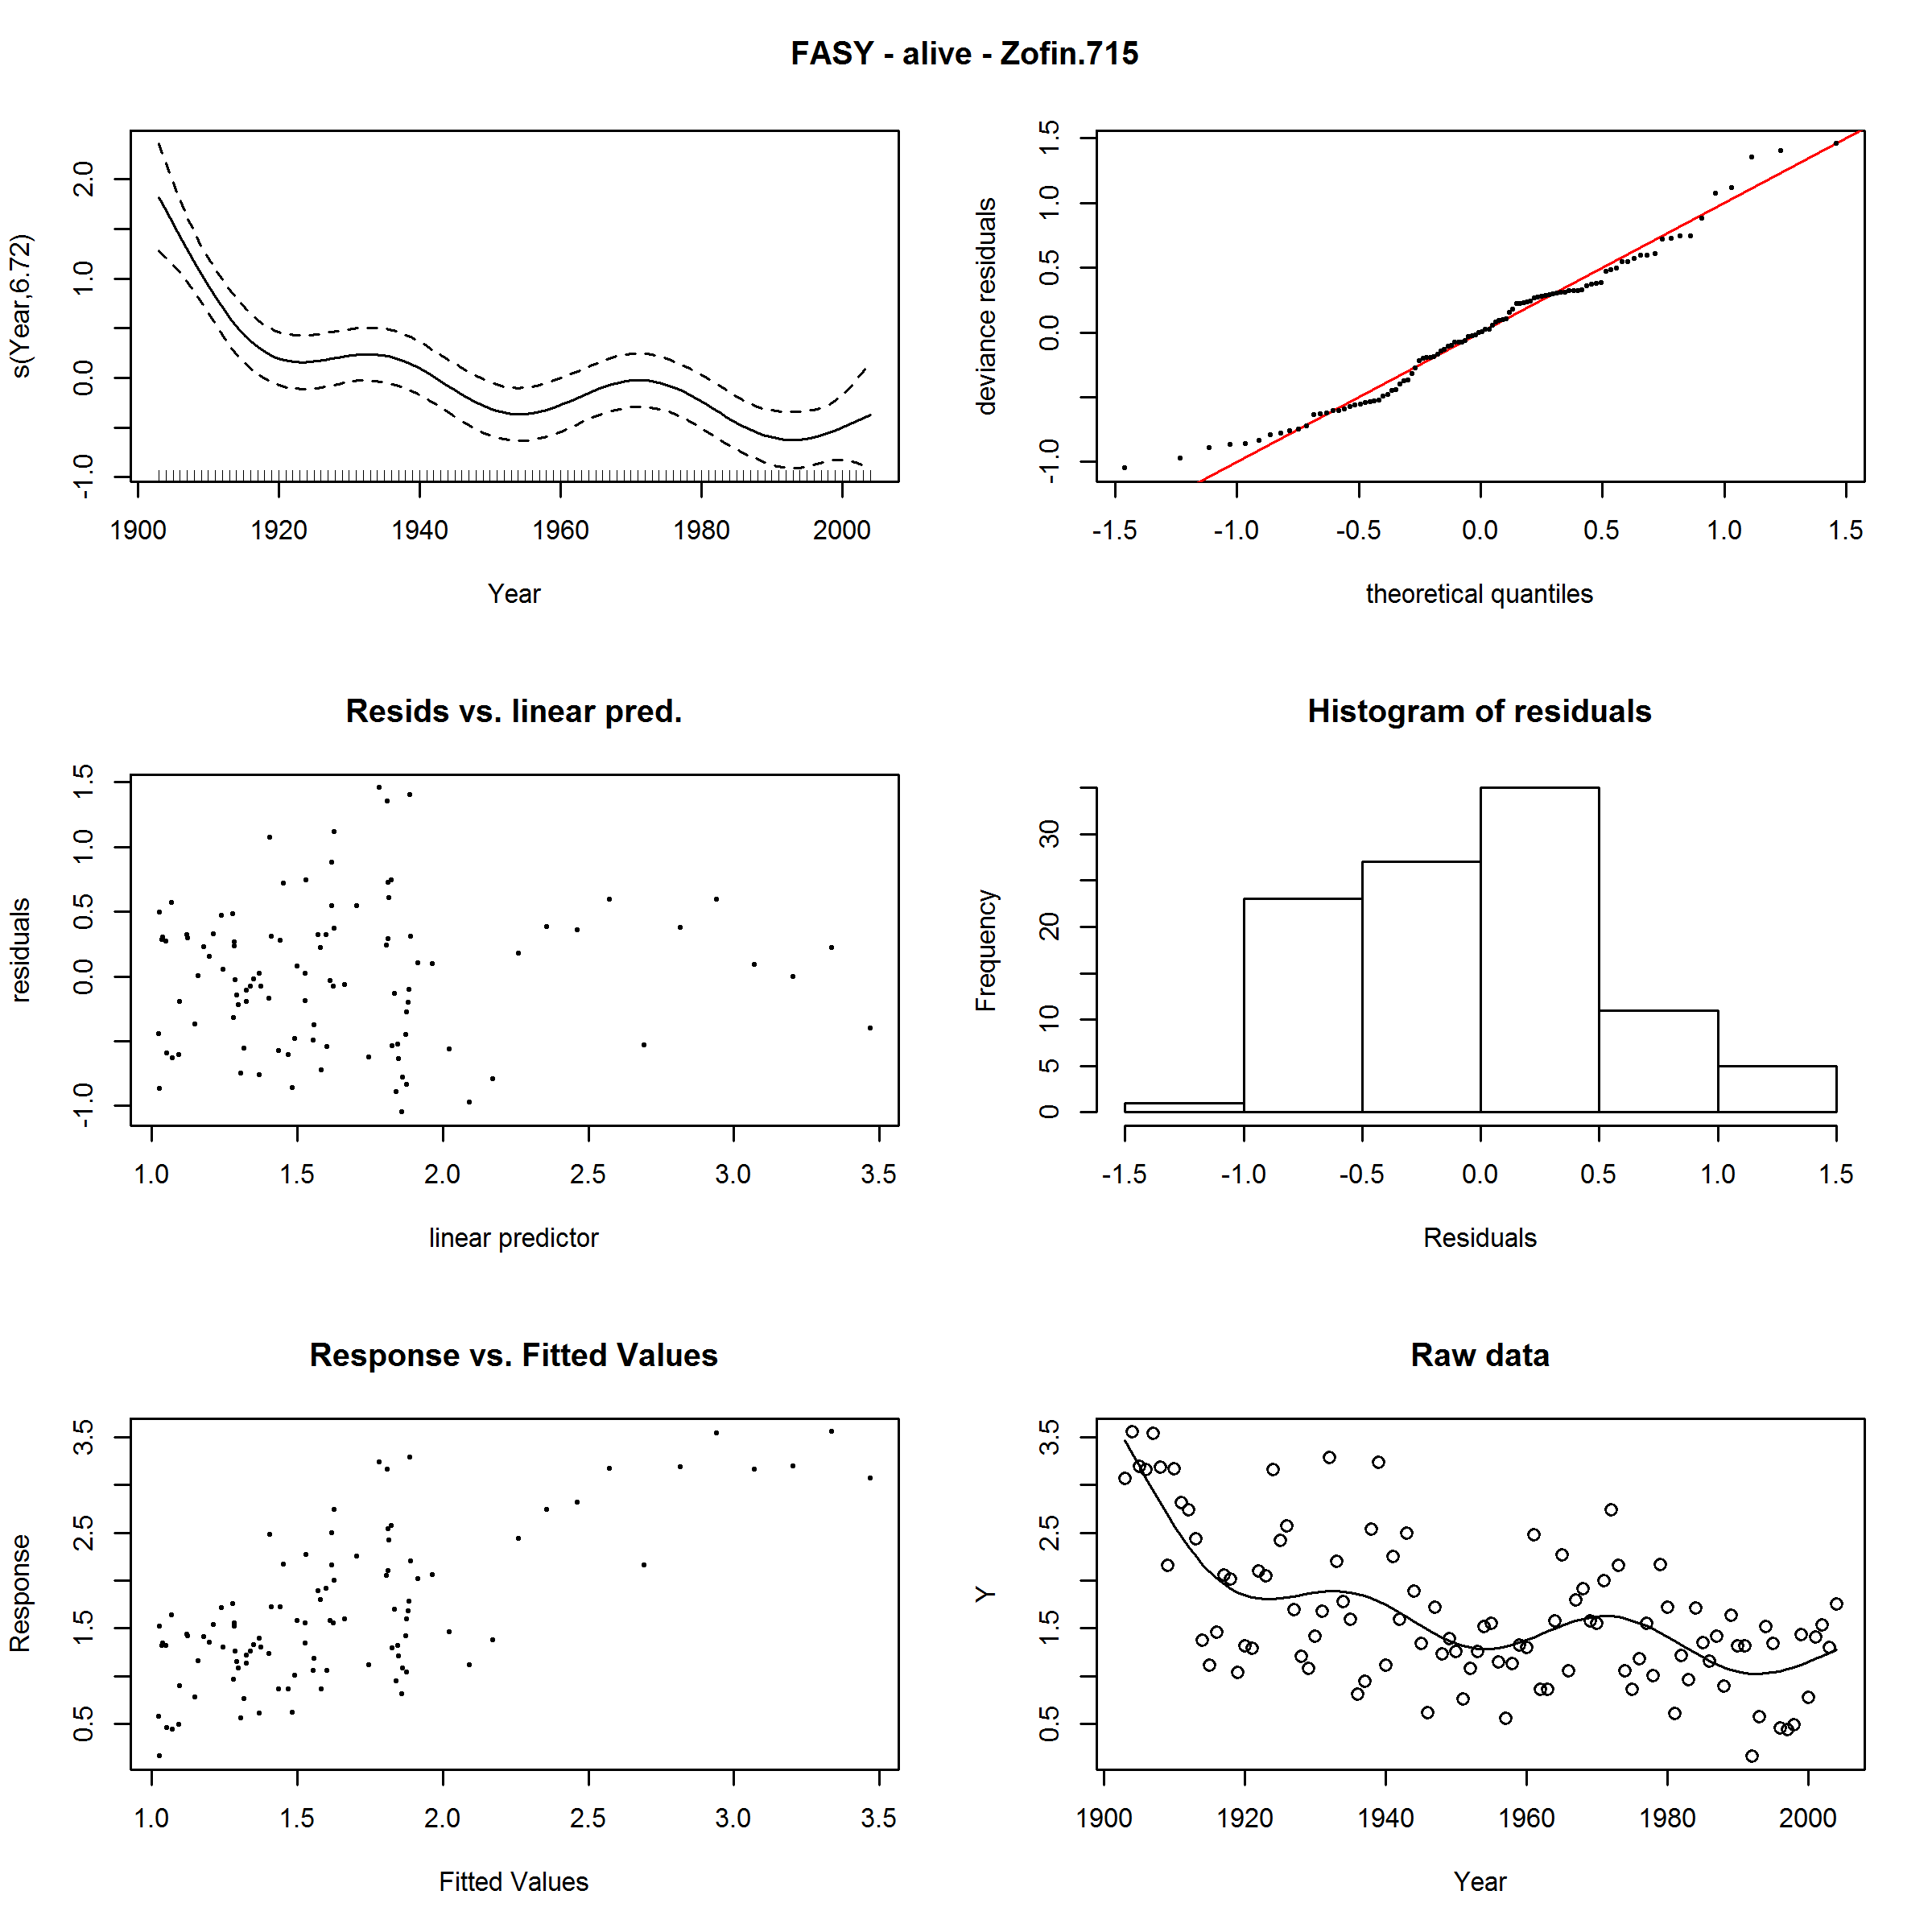 FASY - alive - Zofin.715
s(Year,6.72)
-1.0 0.0 1.0 2.0
1900 1920 1940 1960 1980 2000
Year
deviance residuals
-1.0 0.0 0.5 1.0 1.5
-1.5 -1.0 -0.5 0.0 0.5 1.0 1.5
theoretical quantiles
Resids vs. linear pred.
residuals
-1.0 0.0 0.5 1.0 1.5
1.0 1.5 2.0 2.5 3.0 3.5
linear predictor
Histogram of residuals
Frequency
0 5 10 20 30
-1.5 -1.0 -0.5 0.0 0.5 1.0 1.5
Residuals
Response vs. Fitted Values
Response
0.5 1.5 2.5 3.5
1.0 1.5 2.0 2.5 3.0 3.5
Fitted Values
Raw data
Y
0.5 1.5 2.5 3.5
1900 1920 1940 1960 1980 2000
Year